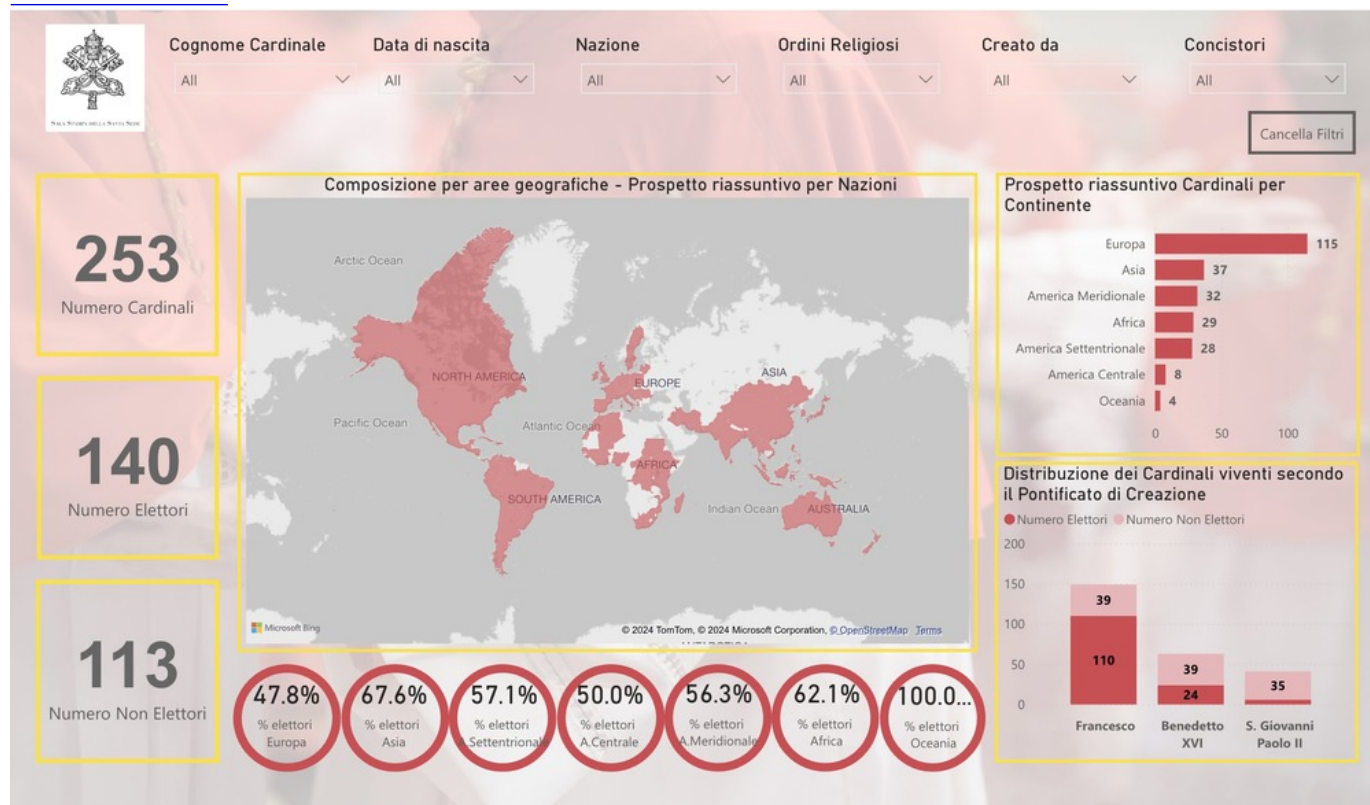 Cognome Cardinale
Data di nascita
Nazione
Ordini Religiosi
Creato da
Concistori
All
All
All
All
All
All
SALA STAMPA DELLA SANTA SEDE
Cancella Filtri
253
Numero Cardinali
140
Numero Elettori
113
Numero Non Elettori
Composizione per aree geografiche - Prospetto riassuntivo per Nazioni
Arctic Ocean
NORTH AMERICA
EUROPE
ASIA
Pacific Ocean
Atlantic Ocean
AFRICA
SOUTH AMERICA
Indian Ocean
AUSTRALIA
Microsoft Bing
© 2024 TomTom, © 2024 Microsoft Corporation, © OpenStreetMap Terms
47.8%
% elettori
Europa
67.6%
% elettori
Asia
57.1%
% elettori
A.Settentrionale
50.0%
% elettori
A.Centrale
56.3%
% elettori
A.Meridionale
62.1%
% elettori
Africa
100.0...
% elettori
Oceania
Prospetto riassuntivo Cardinali per
Continente
Europa 115
Asia 37
America Meridionale 32
Africa 29
America Settentrionale 28
America Centrale 8
Oceania 4
0 50 100
Distribuzione dei Cardinali viventi secondo
il Pontificato di Creazione
Numero Elettori Numero Non Elettori
200
150
100
50
0
39
110
39
24
35
Francesco
Benedetto
XVI
S. Giovanni
Paolo II